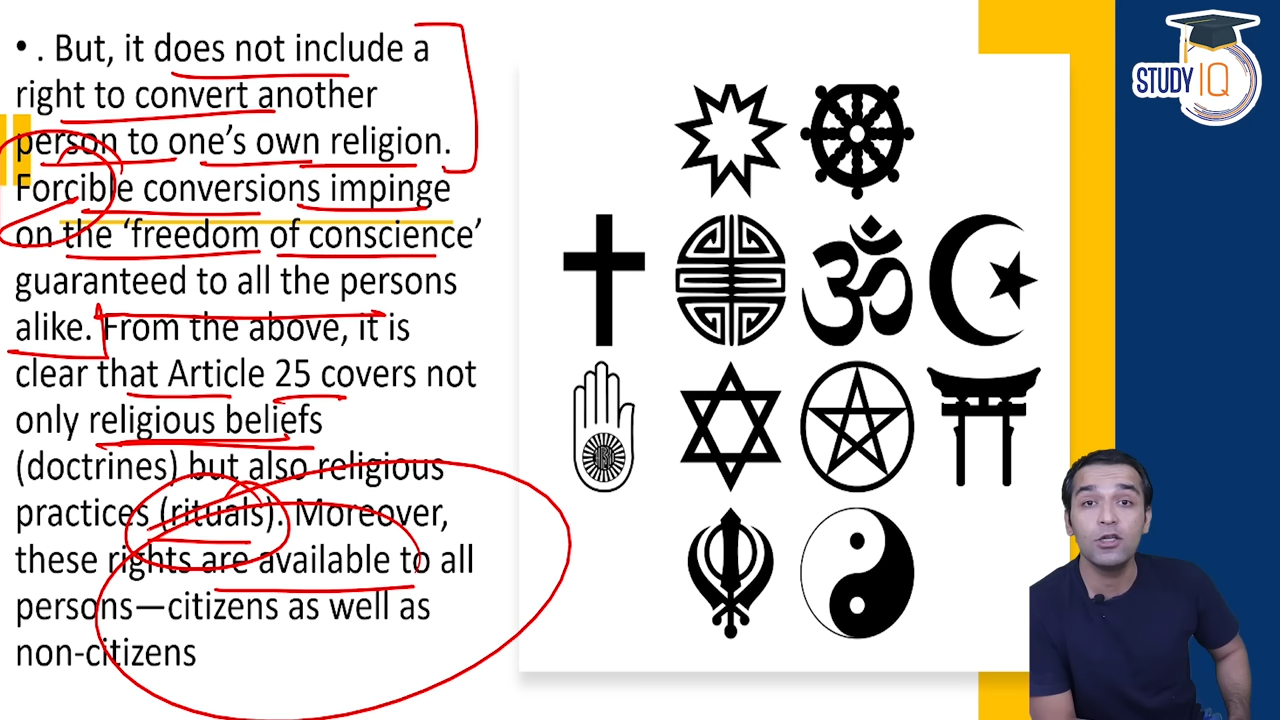 • . But, it does not include a
right to convert another
person to one’s own religion.
Forcible conversions impinge
on the ‘freedom of conscience’
guaranteed to all the persons
alike. From the above, it is
clear that Article 25 covers not
only religious beliefs
(doctrines) but also religious
practices (rituals). Moreover,
these rights are available to all
persons—citizens as well as
non-citizens
STUDY IQ